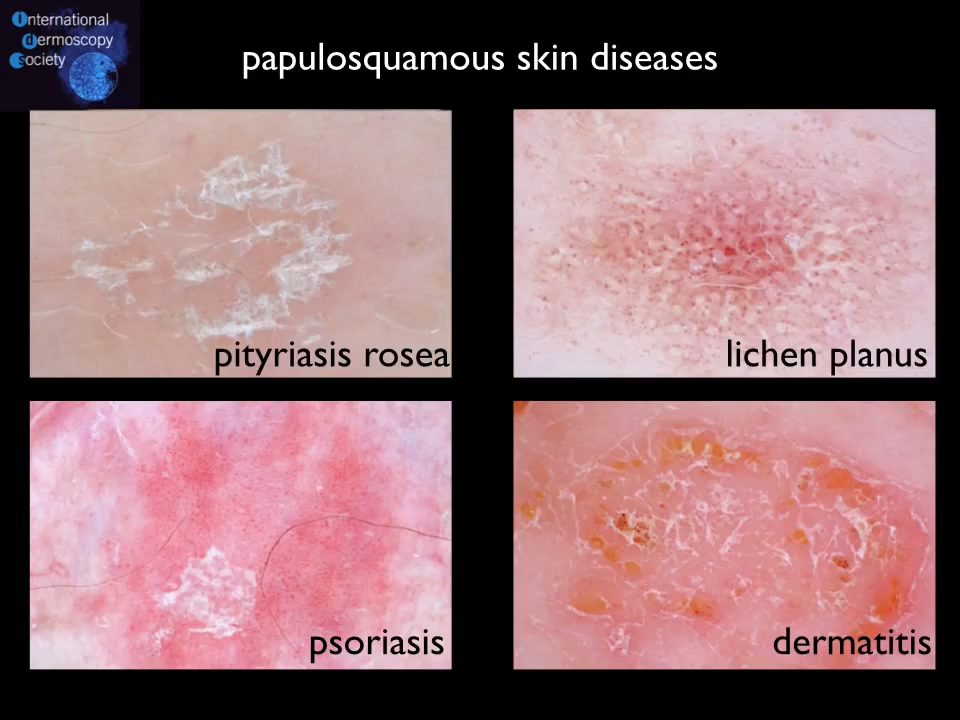 International
dermoscopy
Society
papulosquamous skin diseases
pityriasis rosea
lichen planus
psoriasis
dermatitis